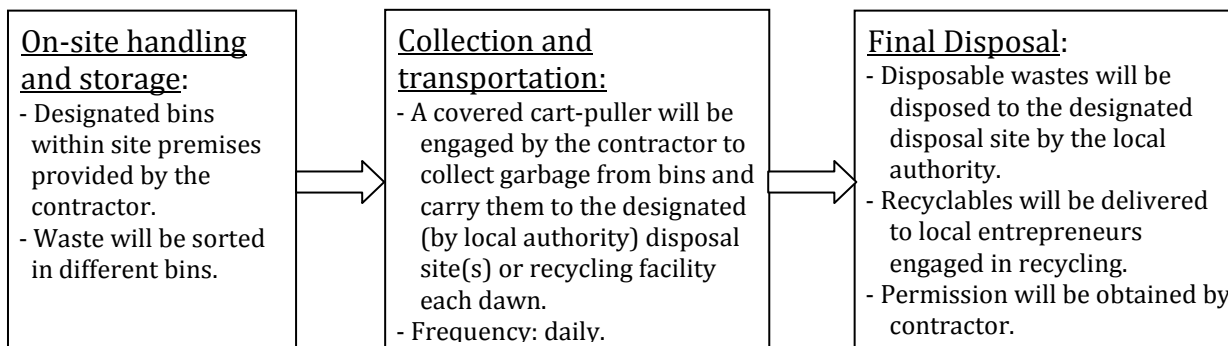 On-site handling
and storage:
- Designated bins
within site premises
provided by the
contractor.
- Waste will be sorted
in different bins.
Collection and
transportation:
- A covered cart-puller will be
engaged by the contractor to
collect garbage from bins and
carry them to the designated
(by local authority) disposal
site(s) or recycling facility
each dawn.
- Frequency: daily.
Final Disposal:
- Disposable wastes will be
disposed to the designated
disposal site by the local
authority.
- Recyclables will be delivered
to local entrepreneurs
engaged in recycling.
- Permission will be obtained by
contractor.